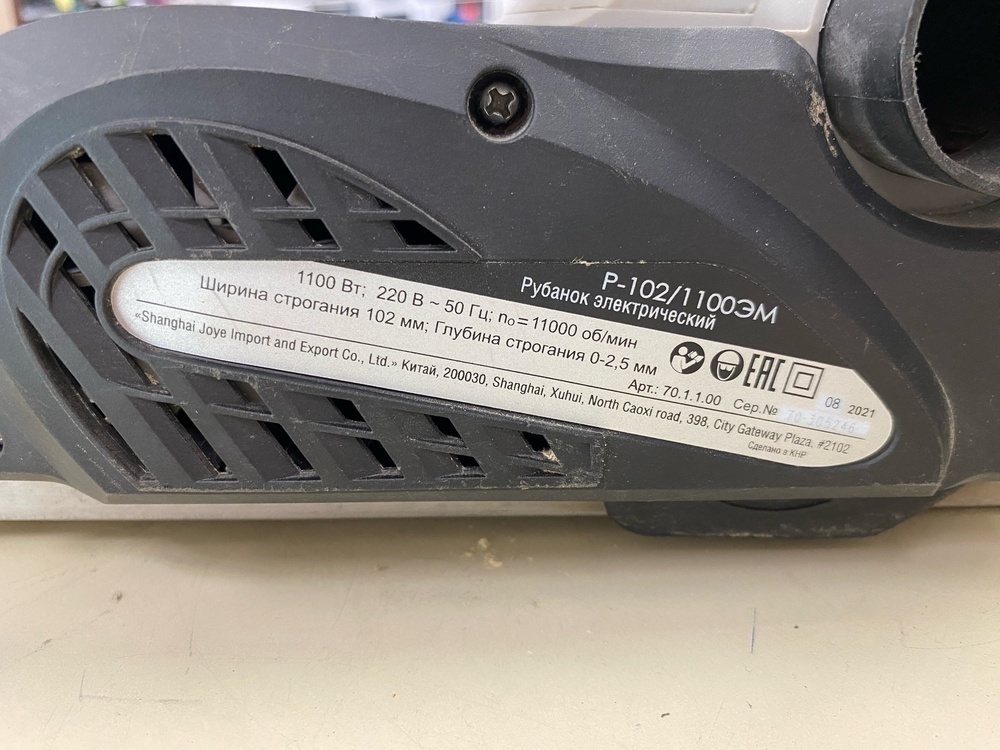 Р-102/1100ЭМ
Рубанок электрический
1100 Вт; 220 В ~ 50 Гц; n₀=11000 об/мин
Ширина строгания 102 мм; Глубина строгания 0-2,5 мм
EAC
Арт.: 70.1.1.00 Сер.№ 08 2021
«Shanghai Joye Import and Export Co., Ltd.» Китай, 200030, Shanghai, Xuhui, North Caoxi road, 398, City Gateway Plaza, #2102
Сделано в КНР